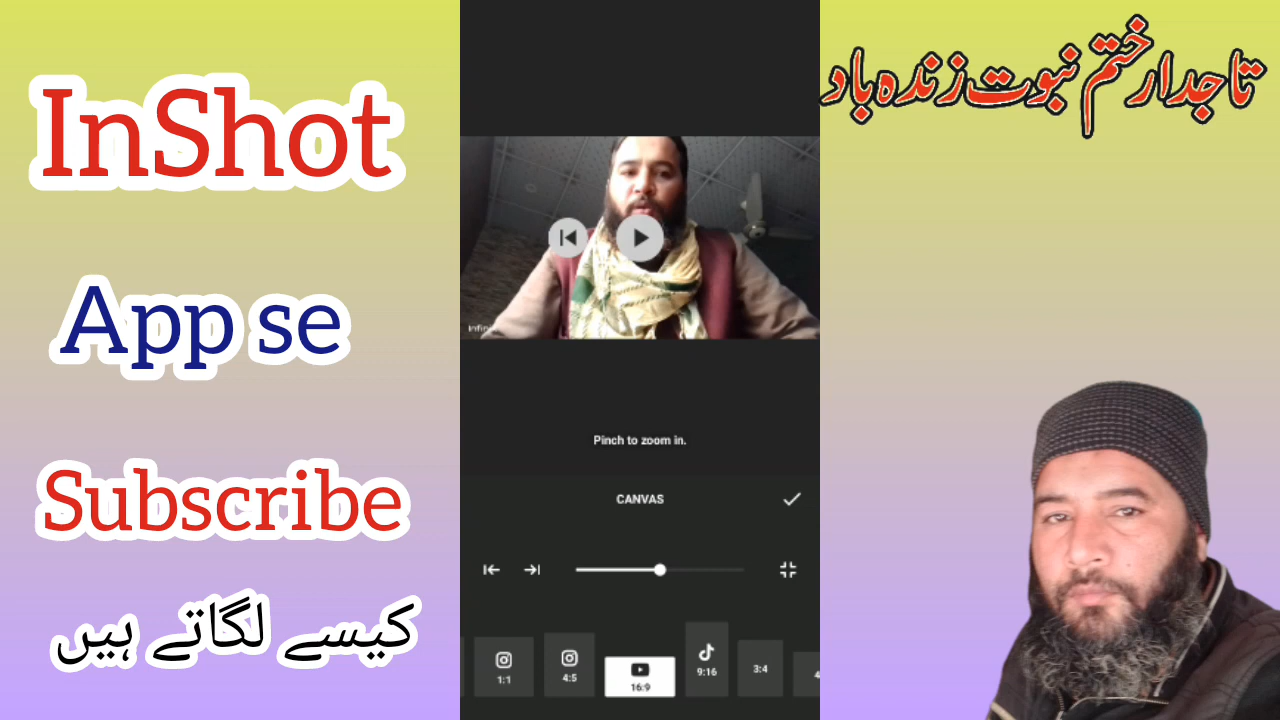 InShot
App se
Subscribe
کیسے لگاتے ہیں
تاجدار ختم نبوت زندہ باد
Pinch to zoom in.
CANVAS
1:1
4:5
16:9
9:16
3:4